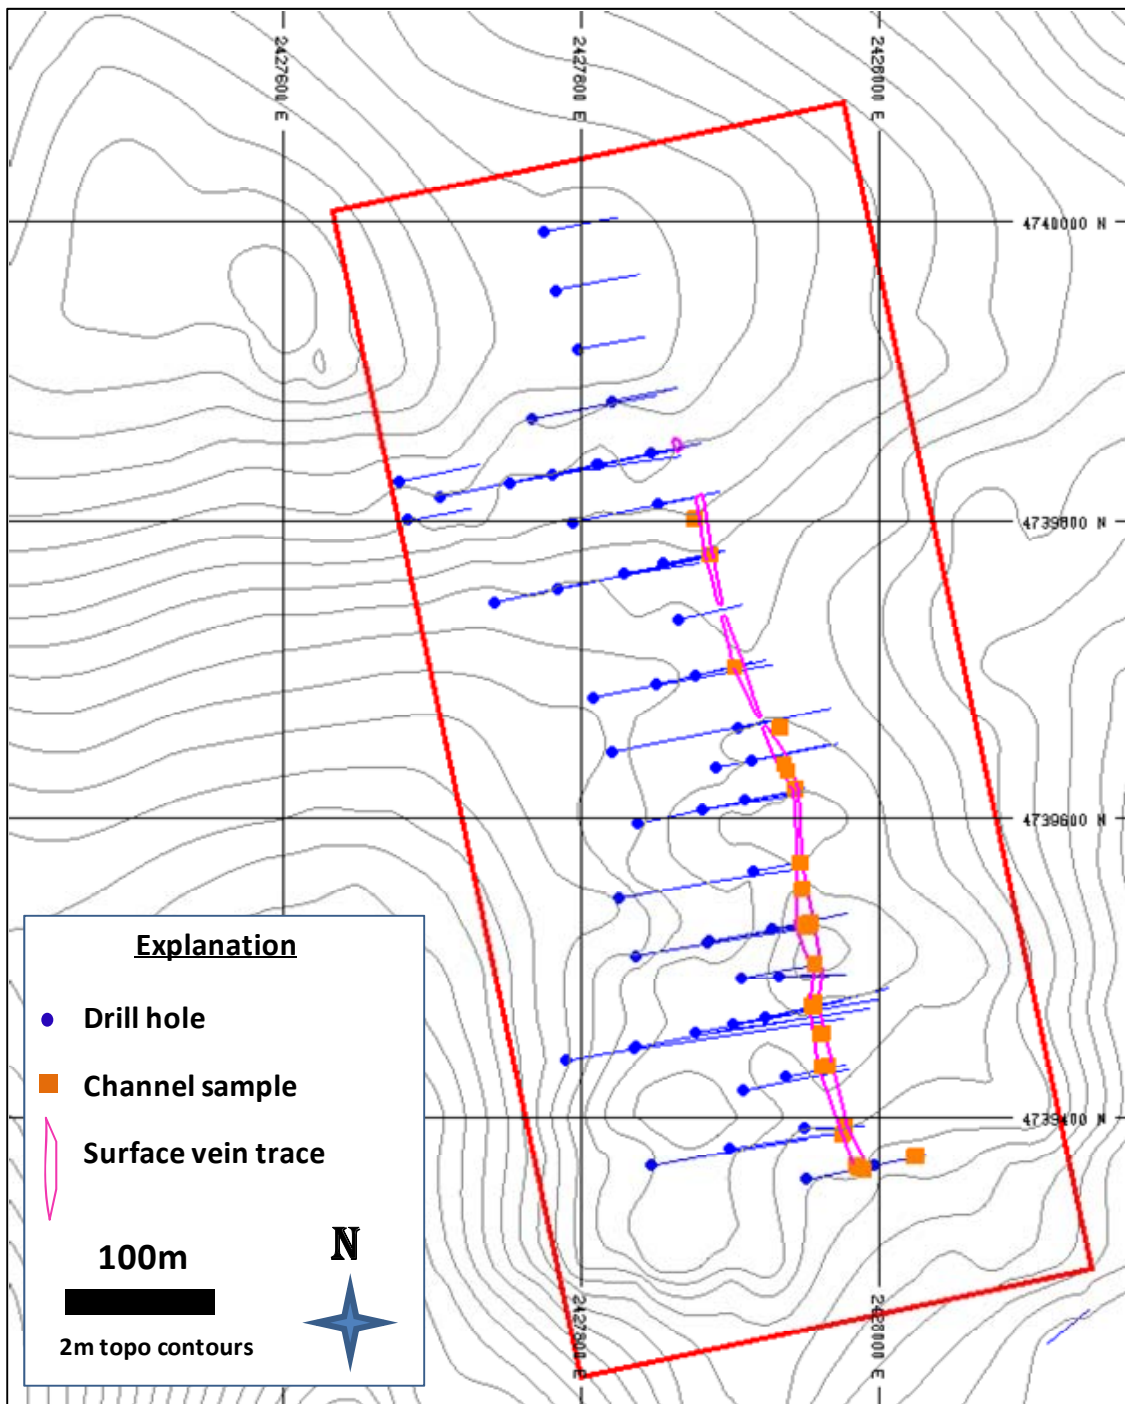 2427600 E
2427800 E
2428000 E
4740000 N
4739800 N
4739600 N
4739400 N
Explanation
Drill hole
Channel sample
Surface vein trace
100m
N
2m topo contours
2427800 E
2428000 E